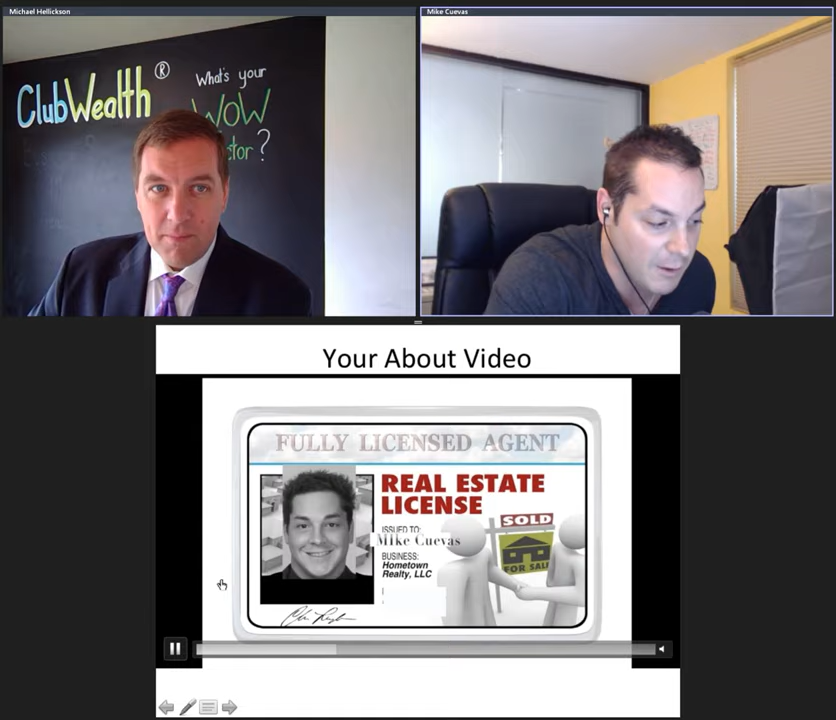 Michael Hellickson
Mike Cuevas
ClubWealth®
What's your
WOW
ctor?
Your About Video
FULLY LICENSED AGENT
REAL ESTATE
LICENSE
ISSUED TO:
MIke Cuevas
BUSINESS:
Hometown
Realty, LLC
SOLD
FOR SALE